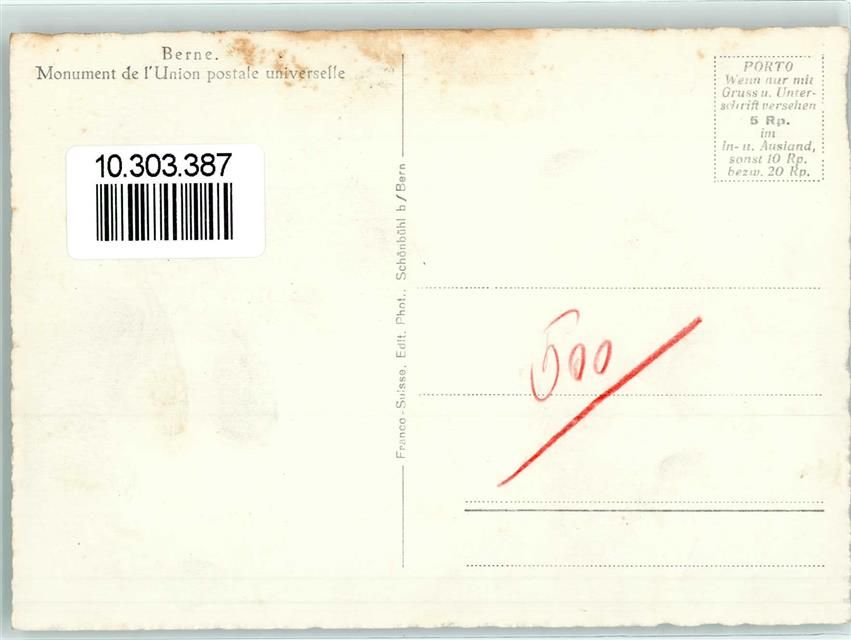 Berne.
Monument de l'Union postale universelle
10.303.387
Franco-Suisse, Edit. Phot., Schönbühl b/Bern
PORTO
Wenn nur mit
Gruss u. Unter-
schrift versehen
5 Rp.
im
In- u. Ausland,
sonst 10 Rp.
bezw. 20 Rp.
500